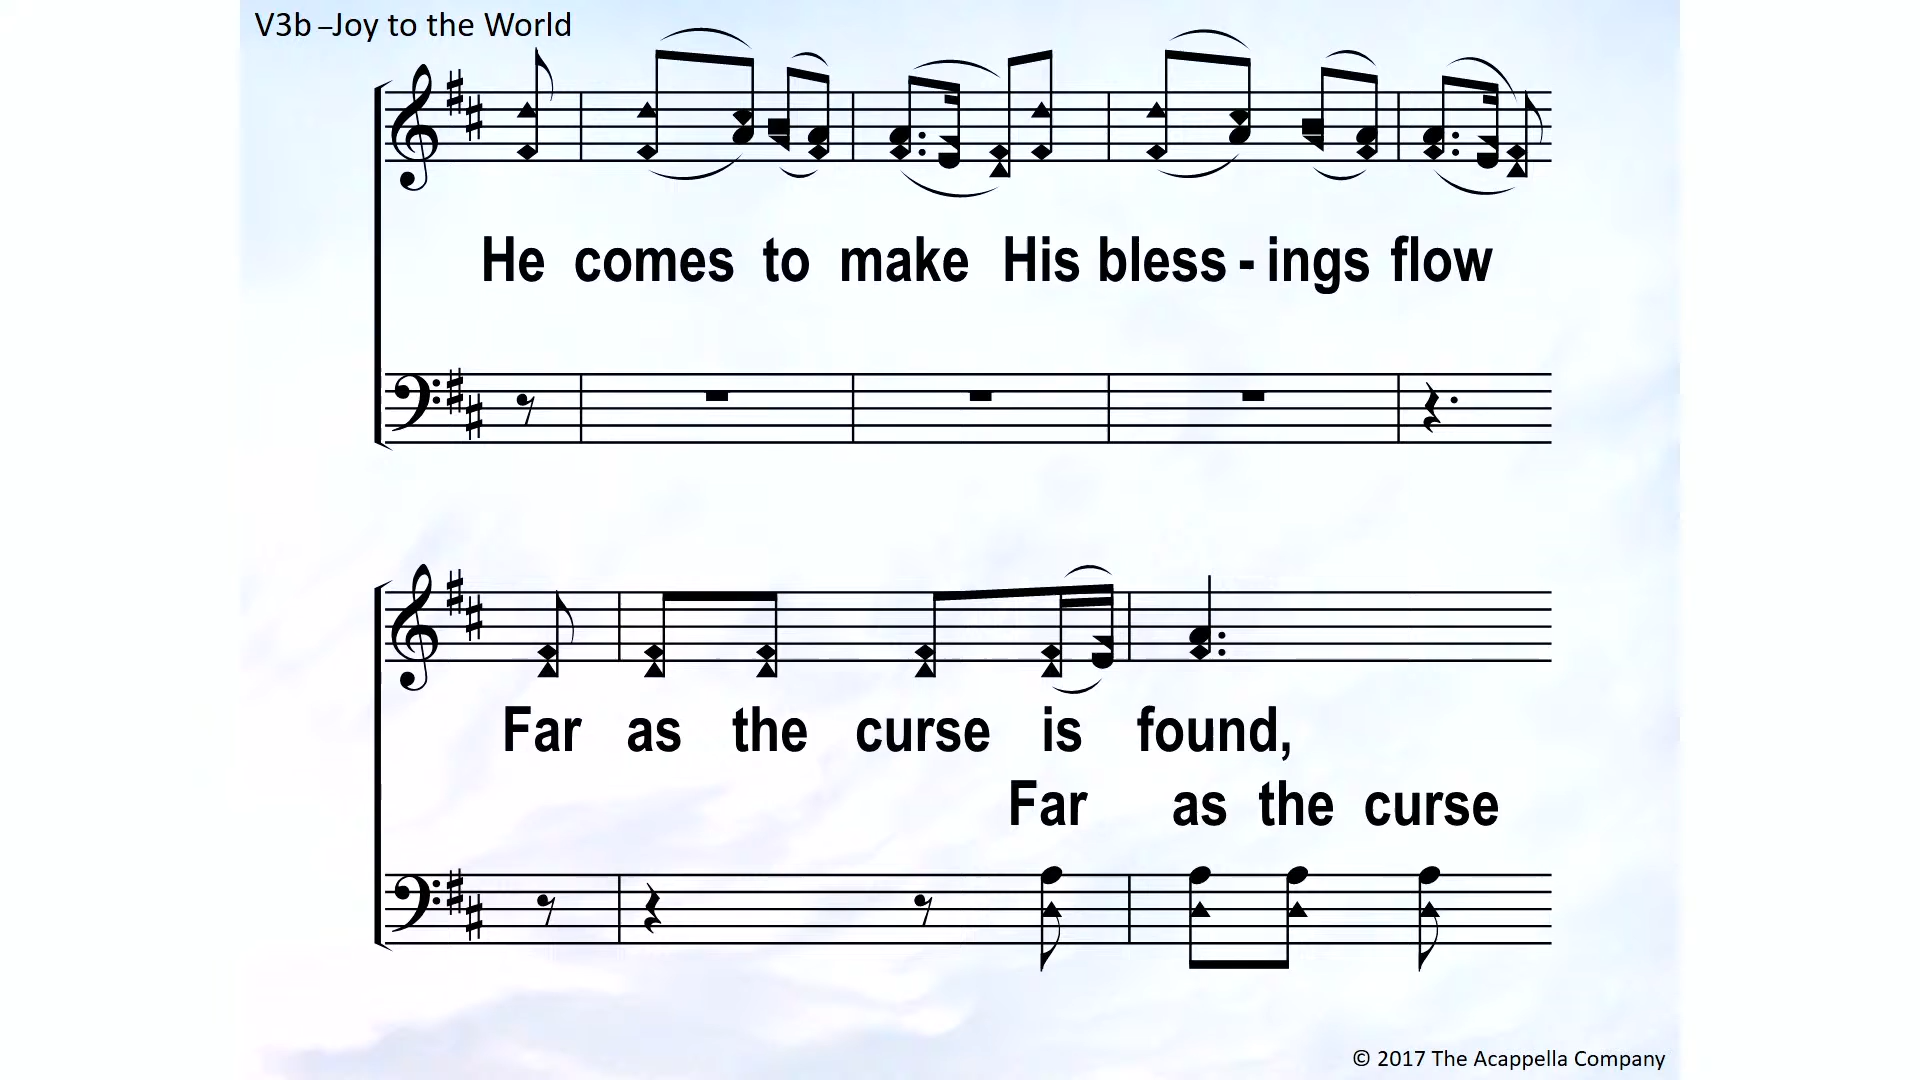 V3b –Joy to the World
He comes to make His bless - ings flow
Far as the curse is found,
Far as the curse
© 2017 The Acappella Company